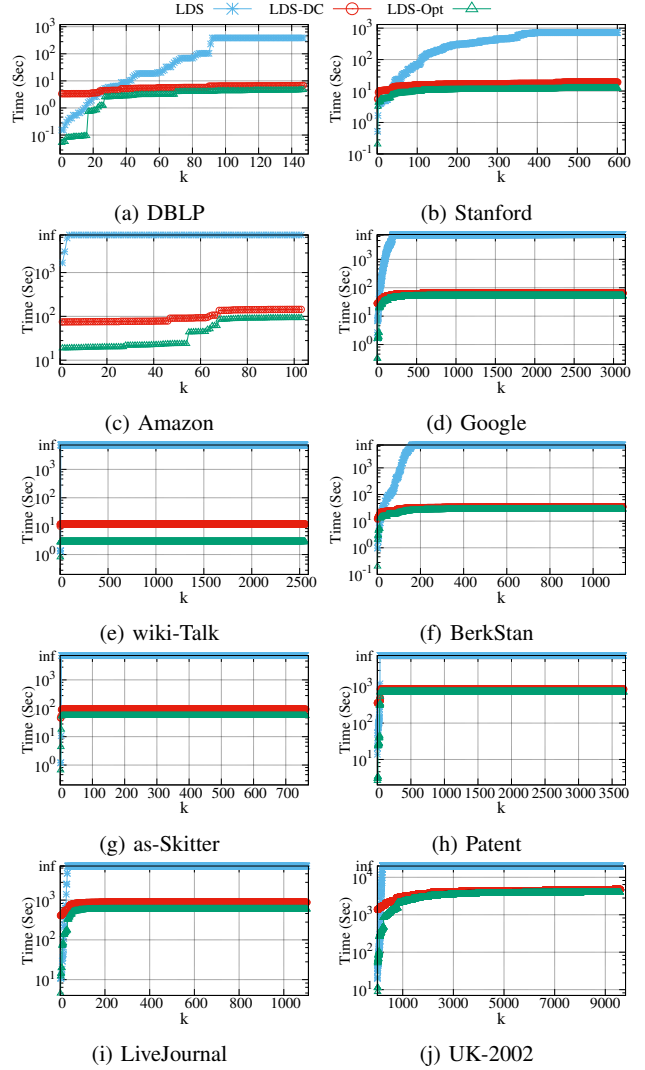 LDS LDS-DC LDS-Opt
10^3 10^2 10^1 10^0 10^-1
Time (Sec)
0 20 40 60 80 100 120 140
k
(a) DBLP
10^3 10^2 10^1 10^0 10^-1
Time (Sec)
0 100 200 300 400 500 600
k
(b) Stanford
inf 10^3 10^2 10^1
Time (Sec)
0 20 40 60 80 100
k
(c) Amazon
inf 10^3 10^2 10^1 10^0
Time (Sec)
0 500 1000 1500 2000 2500 3000
k
(d) Google
inf 10^3 10^2 10^1 10^0
Time (Sec)
0 500 1000 1500 2000 2500
k
(e) wiki-Talk
inf 10^3 10^2 10^1 10^0 10^-1
Time (Sec)
0 200 400 600 800 1000
k
(f) BerkStan
inf 10^3 10^2 10^1 10^0
Time (Sec)
0 100 200 300 400 500 600 700
k
(g) as-Skitter
inf 10^3 10^2 10^1
Time (Sec)
0 500 1000 1500 2000 2500 3000 3500
k
(h) Patent
inf 10^3 10^2 10^1
Time (Sec)
0 200 400 600 800 1000
k
(i) LiveJournal
inf 10^4 10^3 10^2 10^1
Time (Sec)
1000 3000 5000 7000 9000
k
(j) UK-2002